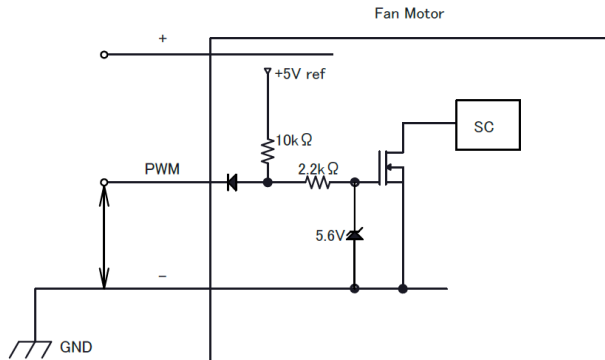 Fan Motor
+
+5V ref
10kΩ
SC
PWM
2.2kΩ
5.6V
−
GND